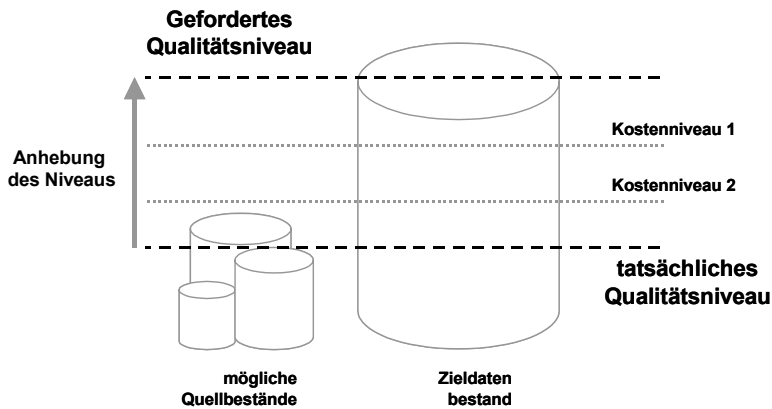 Gefordertes
Qualitätsniveau
Kostenniveau 1
Anhebung
des Niveaus
Kostenniveau 2
tatsächliches
Qualitätsniveau
mögliche
Quellbestände
Zieldaten
bestand